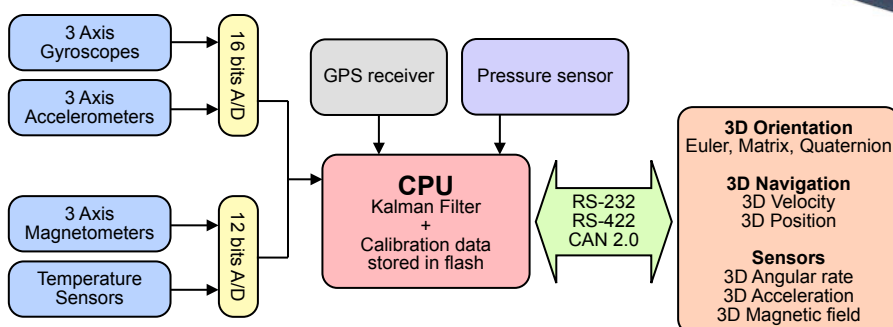 3 Axis
Gyroscopes
3 Axis
Accelerometers
16 bits A/D
3 Axis
Magnetometers
Temperature
Sensors
12 bits A/D
GPS receiver
Pressure sensor
CPU
Kalman Filter
+
Calibration data
stored in flash
RS-232
RS-422
CAN 2.0
3D Orientation
Euler, Matrix, Quaternion
3D Navigation
3D Velocity
3D Position
Sensors
3D Angular rate
3D Acceleration
3D Magnetic field